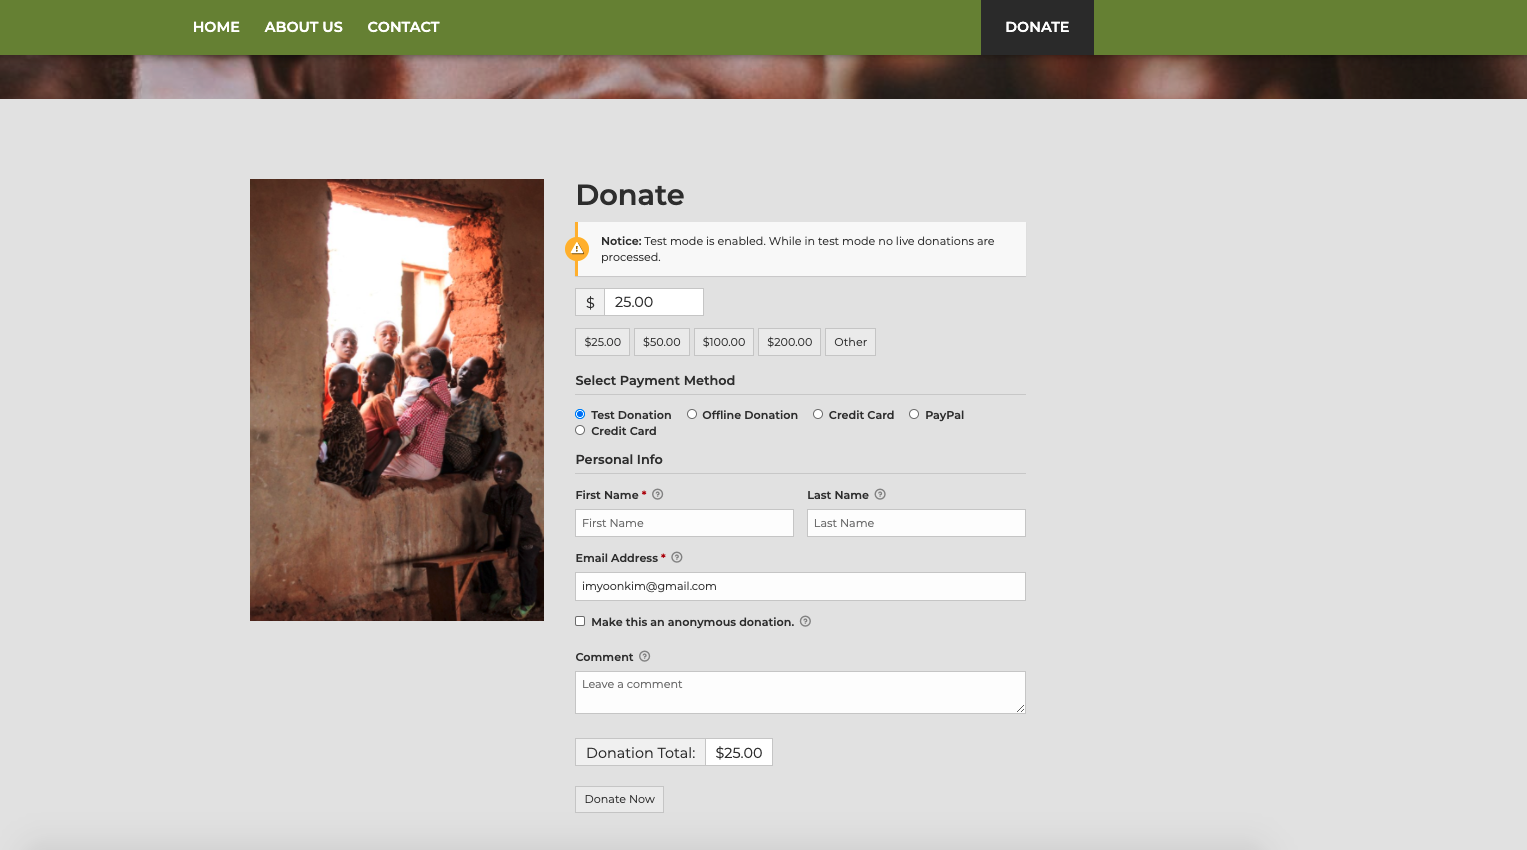 HOME ABOUT US CONTACT DONATE
Donate
Notice: Test mode is enabled. While in test mode no live donations are
processed.
$ 25.00
$25.00 $50.00 $100.00 $200.00 Other
Select Payment Method
Test Donation Offline Donation Credit Card PayPal
Credit Card
Personal Info
First Name * Last Name
First Name Last Name
Email Address *
imyoonkim@gmail.com
Make this an anonymous donation.
Comment
Leave a comment
Donation Total: $25.00
Donate Now